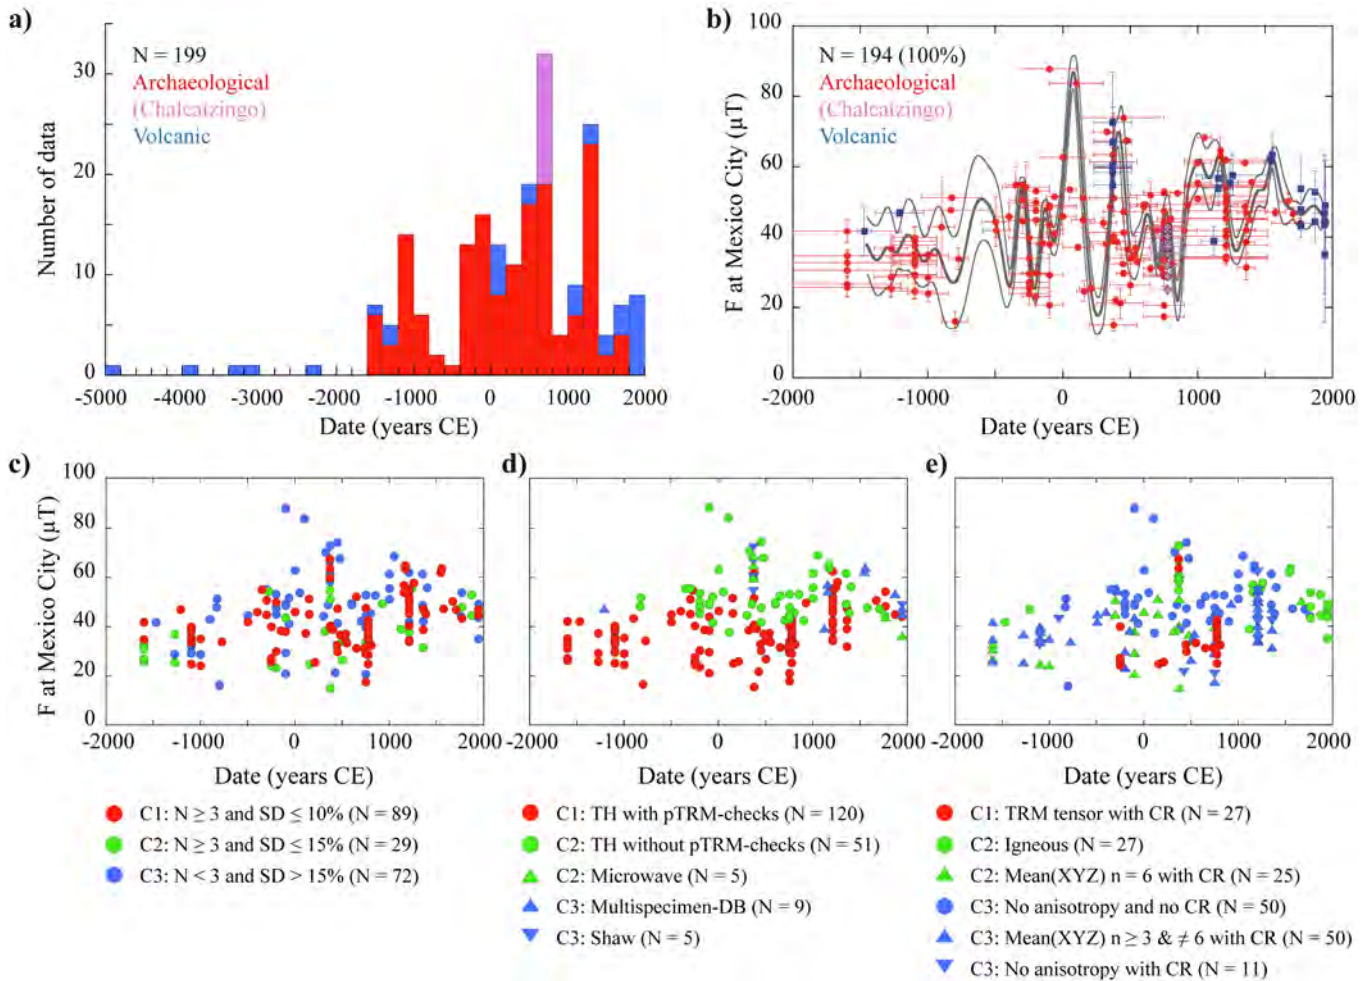 a)
N = 199
Archaeological
(Chalcatzingo)
Volcanic
Number of data
30
20
10
0
-5000 -4000 -3000 -2000 -1000 0 1000 2000
Date (years CE)
b)
N = 194 (100%)
Archaeological
(Chalcatzingo)
Volcanic
F at Mexico City (µT)
100
80
60
40
20
0
-2000 -1000 0 1000 2000
Date (years CE)
c)
F at Mexico City (µT)
100
80
60
40
20
0
-2000 -1000 0 1000 2000
Date (years CE)
C1: N ≥ 3 and SD ≤ 10% (N = 89)
C2: N ≥ 3 and SD ≤ 15% (N = 29)
C3: N < 3 and SD > 15% (N = 72)
d)
-2000 -1000 0 1000 2000
Date (years CE)
C1: TH with pTRM-checks (N = 120)
C2: TH without pTRM-checks (N = 51)
C2: Microwave (N = 5)
C3: Multispecimen-DB (N = 9)
C3: Shaw (N = 5)
e)
-2000 -1000 0 1000 2000
Date (years CE)
C1: TRM tensor with CR (N = 27)
C2: Igneous (N = 27)
C2: Mean(XYZ) n = 6 with CR (N = 25)
C3: No anisotropy and no CR (N = 50)
C3: Mean(XYZ) n ≥ 3 & ≠ 6 with CR (N = 50)
C3: No anisotropy with CR (N = 11)